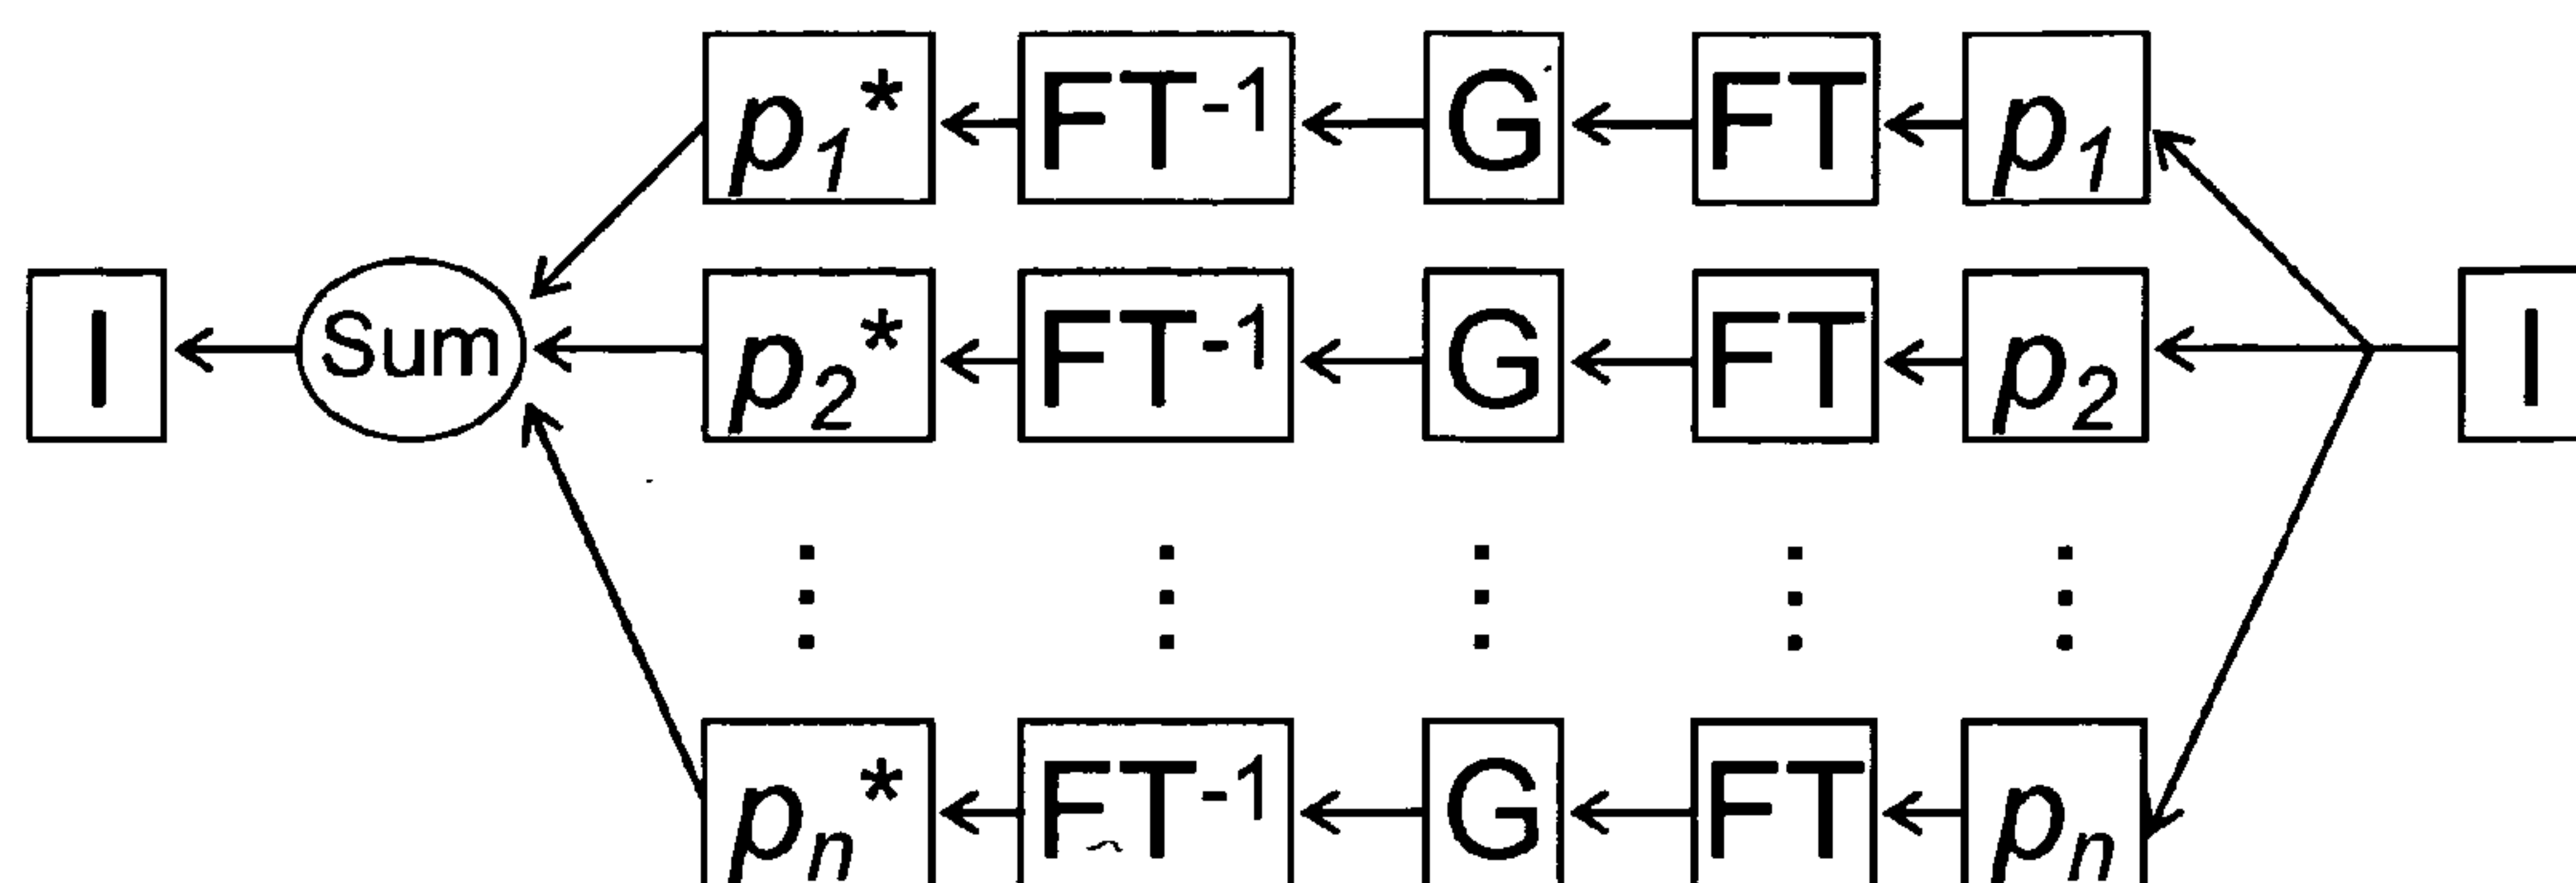 p₁* FT⁻¹ G FT p₁
I Sum p₂* FT⁻¹ G FT p₂ I
pₙ* FT⁻¹ G FT pₙ